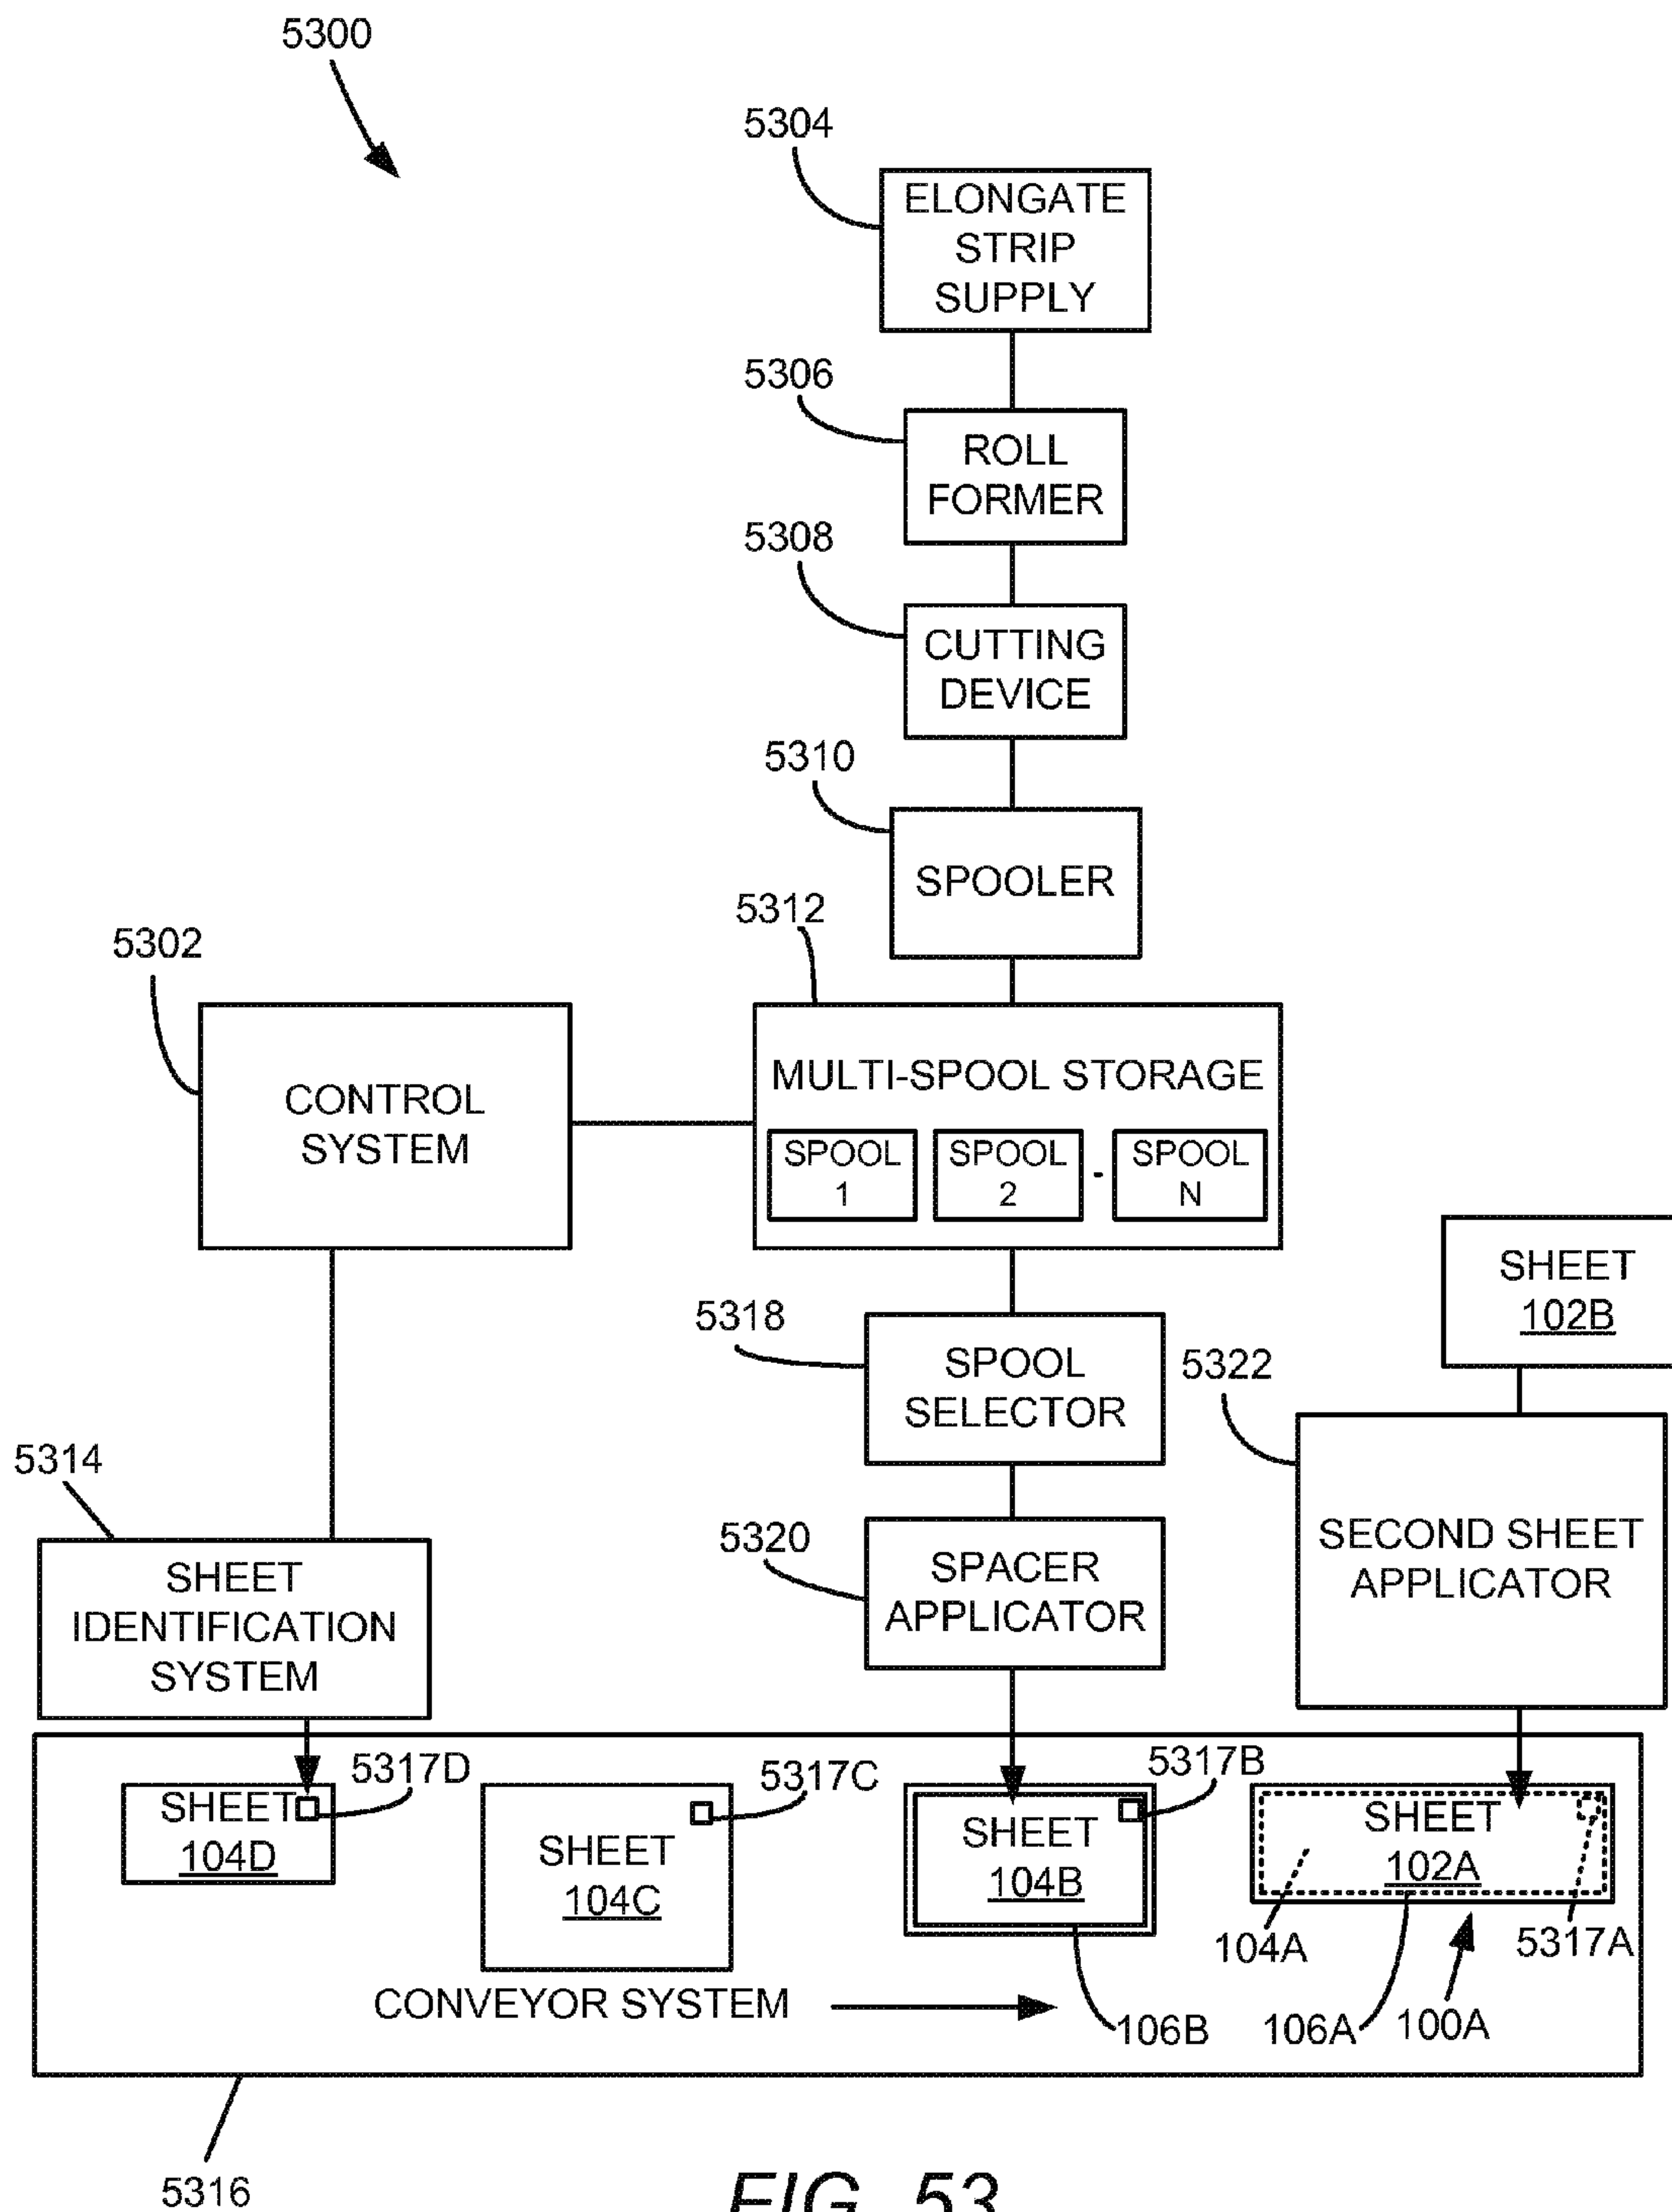 5300
5304
ELONGATE
STRIP
SUPPLY
5306
ROLL
FORMER
5308
CUTTING
DEVICE
5310
SPOOLER
5312
5302
CONTROL
SYSTEM
MULTI-SPOOL STORAGE
SPOOL
1
SPOOL
2
-
SPOOL
N
SHEET
102B
5318
SPOOL
SELECTOR
5322
5314
SHEET
IDENTIFICATION
SYSTEM
5320
SPACER
APPLICATOR
SECOND SHEET
APPLICATOR
SHEET
104D
5317D
SHEET
104C
5317C
SHEET
104B
5317B
SHEET
102A
104A
5317A
CONVEYOR SYSTEM
106B
106A
100A
5316
FIG. 53